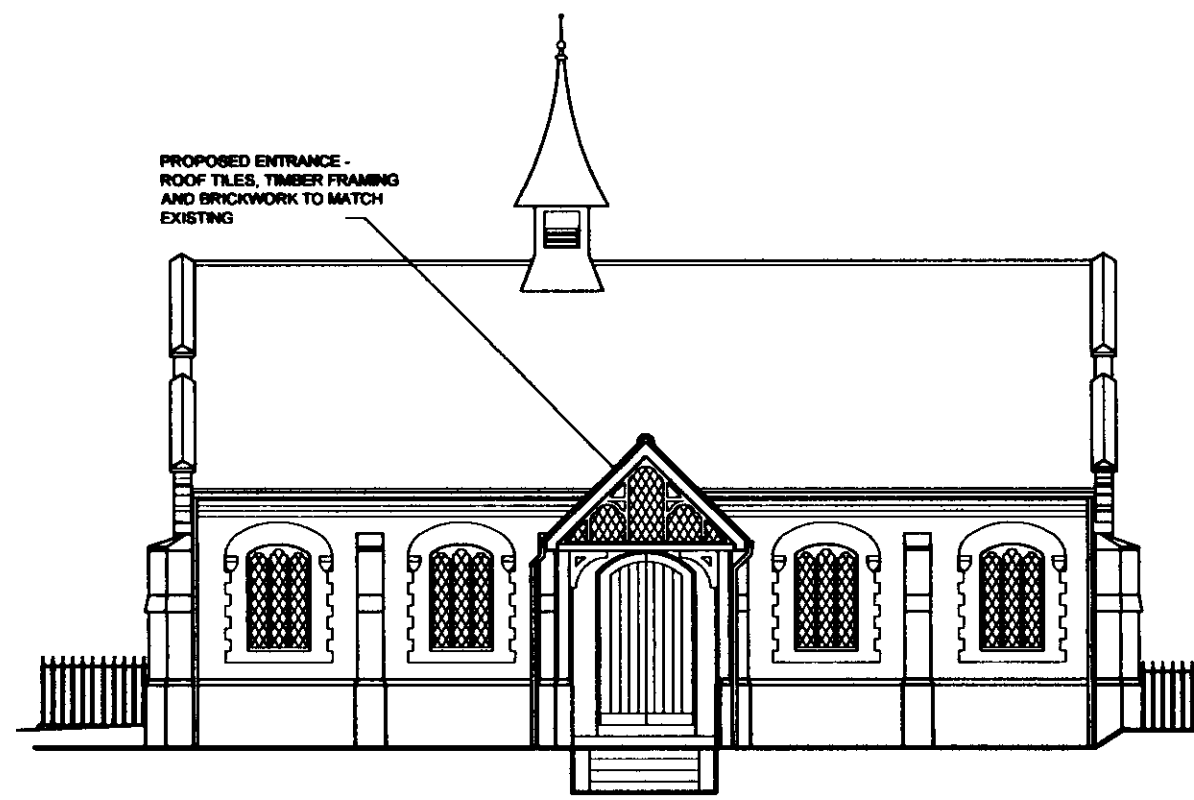 PROPOSED ENTRANCE -
ROOF TILES, TIMBER FRAMING
AND BRICKWORK TO MATCH
EXISTING